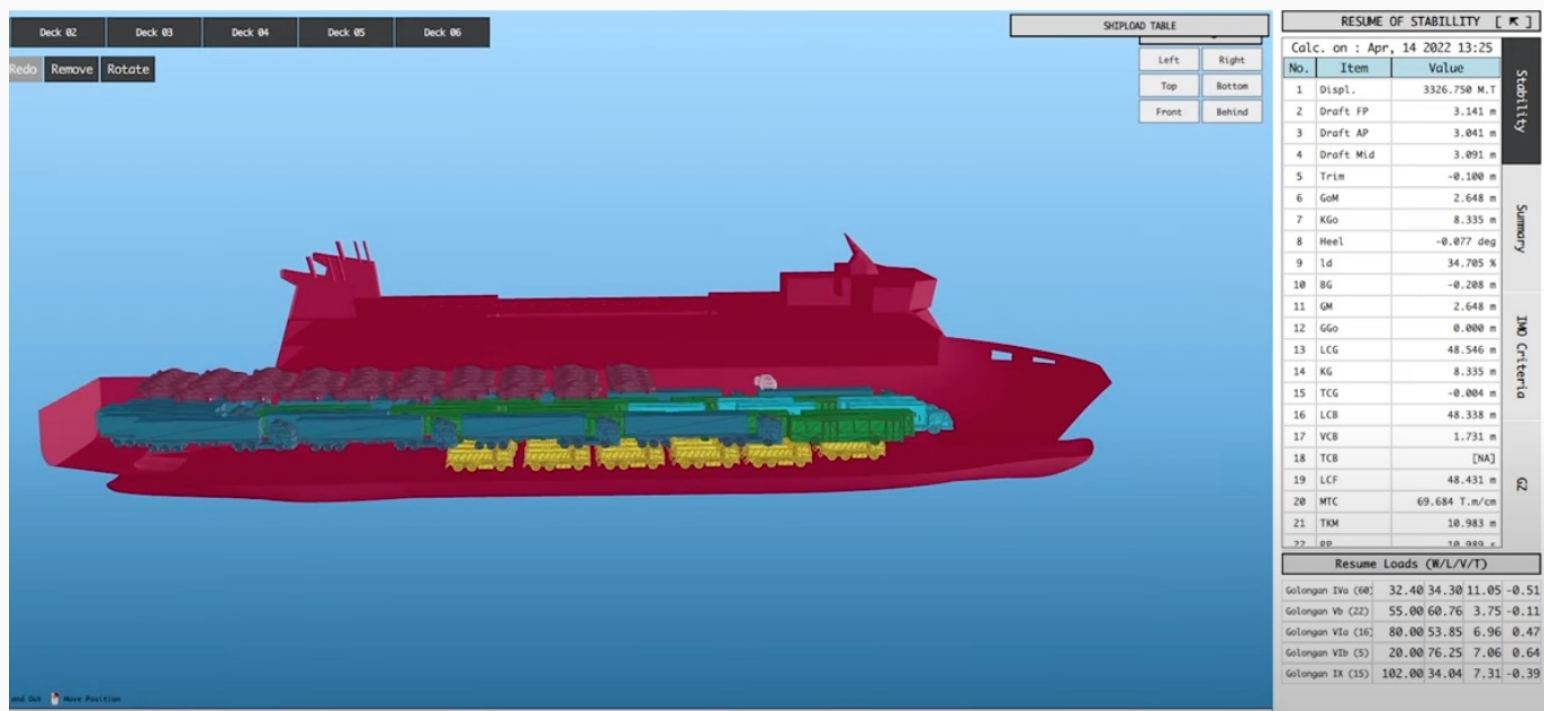 Deck 02 Deck 03 Deck 04 Deck 05 Deck 06
Redo Remove Rotate
SHIPLOAD TABLE
Left Right
Top Bottom
Front Behind
RESUME OF STABILLITY [ ↸ ]
Calc. on : Apr, 14 2022 13:25
No. Item Value
1 Displ. 3326.750 M.T
2 Draft FP 3.141 m
3 Draft AP 3.041 m
4 Draft Mid 3.091 m
5 Trim -0.100 m
6 GoM 2.648 m
7 KGo 8.335 m
8 Heel -0.077 deg
9 ld 34.705 %
10 BG -0.208 m
11 GM 2.648 m
12 GGo 0.000 m
13 LCG 48.546 m
14 KG 8.335 m
15 TCG -0.004 m
16 LCB 48.338 m
17 VCB 1.731 m
18 TCB [NA]
19 LCF 48.431 m
20 MTC 69.684 T.m/cm
21 TKM 10.983 m
22 RP 10.989 s
Stability
Summary
IMO Criteria
GZ
Resume Loads (W/L/V/T)
Golongan IVa (60) 32.40 34.30 11.05 -0.51
Golongan Vb (22) 55.00 60.76 3.75 -0.11
Golongan VIa (16) 80.00 53.85 6.96 0.47
Golongan VIb (5) 20.00 76.25 7.06 0.64
Golongan IX (15) 102.00 34.04 7.31 -0.39
and Out Move Position